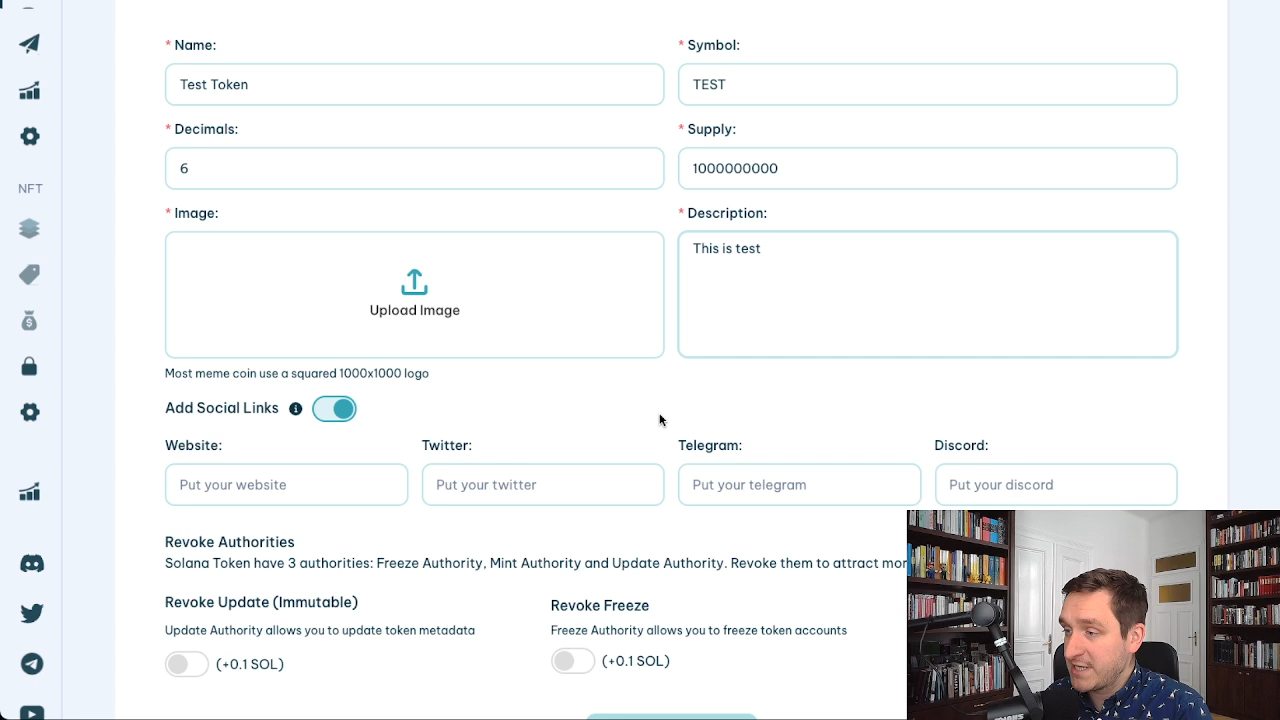 * Name:
* Symbol:
Test Token
TEST
* Decimals:
* Supply:
6
1000000000
NFT
* Image:
* Description:
This is test
Upload Image
Most meme coin use a squared 1000x1000 logo
Add Social Links
Website:
Twitter:
Telegram:
Discord:
Put your website
Put your twitter
Put your telegram
Put your discord
Revoke Authorities
Solana Token have 3 authorities: Freeze Authority, Mint Authority and Update Authority. Revoke them to attract
Revoke Update (Immutable)
Revoke Freeze
Update Authority allows you to update token metadata
Freeze Authority allows you to freeze token accounts
(+0.1 SOL)
(+0.1 SOL)